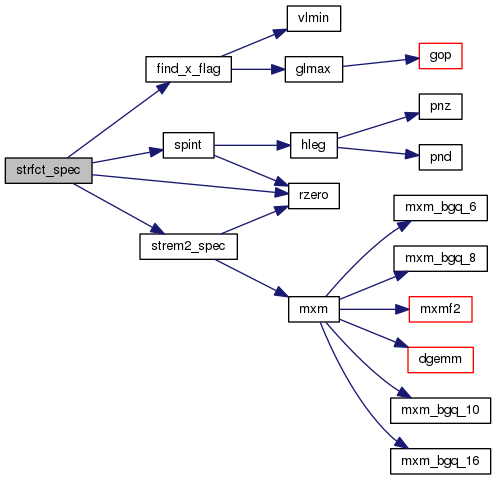 vlmin
find_x_flag
gop
glmax
pnz
spint
hleg
pnd
strfct_spec
rzero
mxm_bgq_6
strem2_spec
mxm_bgq_8
mxm
mxmf2
dgemm
mxm_bgq_10
mxm_bgq_16